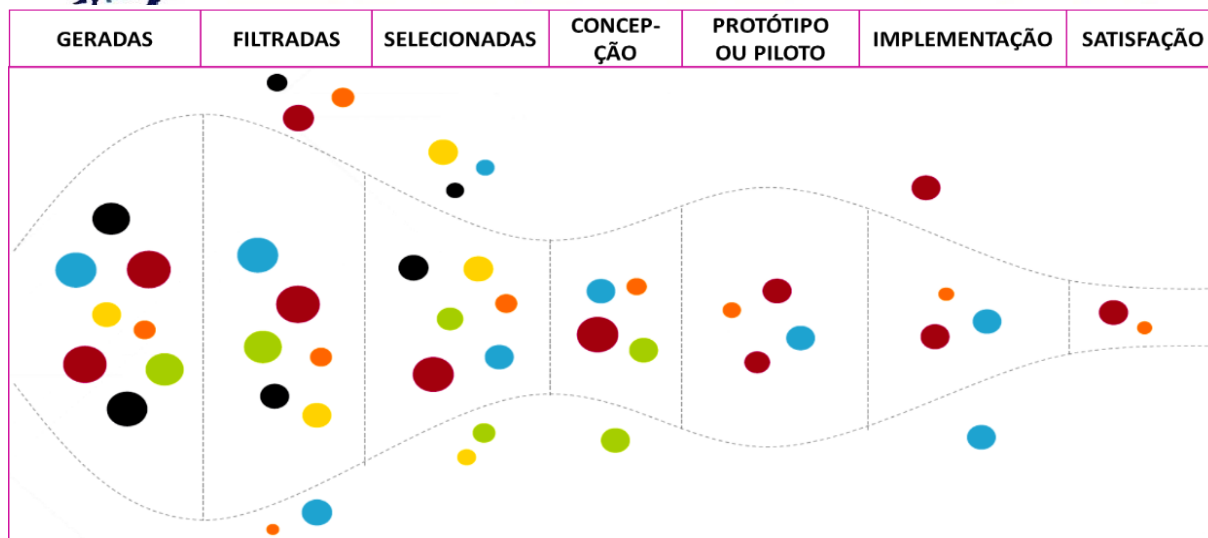 GERADAS
FILTRADAS
SELECIONADAS
CONCEP-
ÇÃO
PROTÓTIPO
OU PILOTO
IMPLEMENTAÇÃO
SATISFAÇÃO